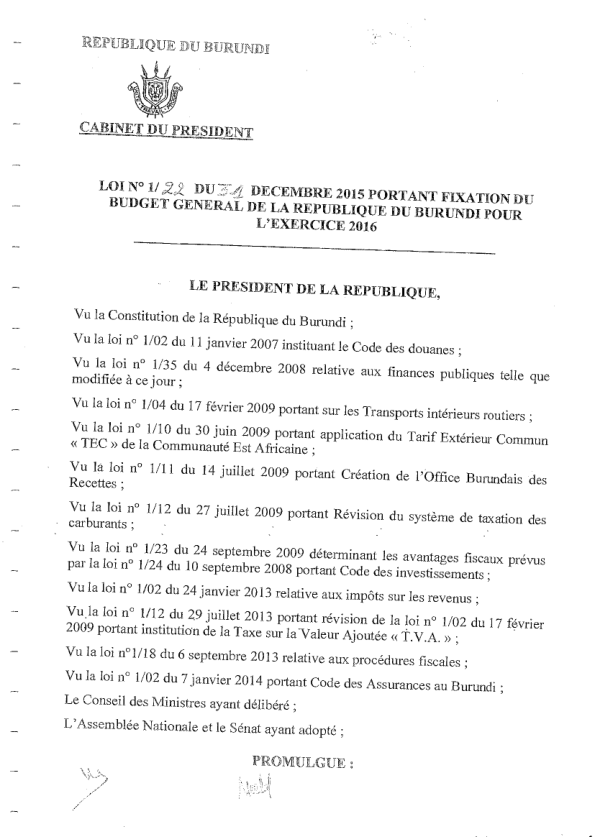 REPUBLIQUE DU BURUNDI
CABINET DU PRESIDENT
LOI N° 1/22 DU 31 DECEMBRE 2015 PORTANT FIXATION DU
BUDGET GENERAL DE LA REPUBLIQUE DU BURUNDI POUR
L'EXERCICE 2016
LE PRESIDENT DE LA REPUBLIQUE,
Vu la Constitution de la République du Burundi ;
Vu la loi n° 1/02 du 11 janvier 2007 instituant le Code des douanes ;
Vu la loi n° 1/35 du 4 décembre 2008 relative aux finances publiques telle que
modifiée à ce jour ;
Vu la loi n° 1/04 du 17 février 2009 portant sur les Transports intérieurs routiers ;
Vu la loi n° 1/10 du 30 juin 2009 portant application du Tarif Extérieur Commun
« TEC » de la Communauté Est Africaine ;
Vu la loi n° 1/11 du 14 juillet 2009 portant Création de l'Office Burundais des
Recettes ;
Vu la loi n° 1/12 du 27 juillet 2009 portant Révision du système de taxation des
carburants ;
Vu la loi n° 1/23 du 24 septembre 2009 déterminant les avantages fiscaux prévus
par la loi n° 1/24 du 10 septembre 2008 portant Code des investissements ;
Vu la loi n° 1/02 du 24 janvier 2013 relative aux impôts sur les revenus ;
Vu la loi n° 1/12 du 29 juillet 2013 portant révision de la loi n° 1/02 du 17 février
2009 portant institution de la Taxe sur la Valeur Ajoutée « T.V.A. » ;
Vu la loi n°1/18 du 6 septembre 2013 relative aux procédures fiscales ;
Vu la loi n° 1/02 du 7 janvier 2014 portant Code des Assurances au Burundi ;
Le Conseil des Ministres ayant délibéré ;
L'Assemblée Nationale et le Sénat ayant adopté ;
PROMULGUE :